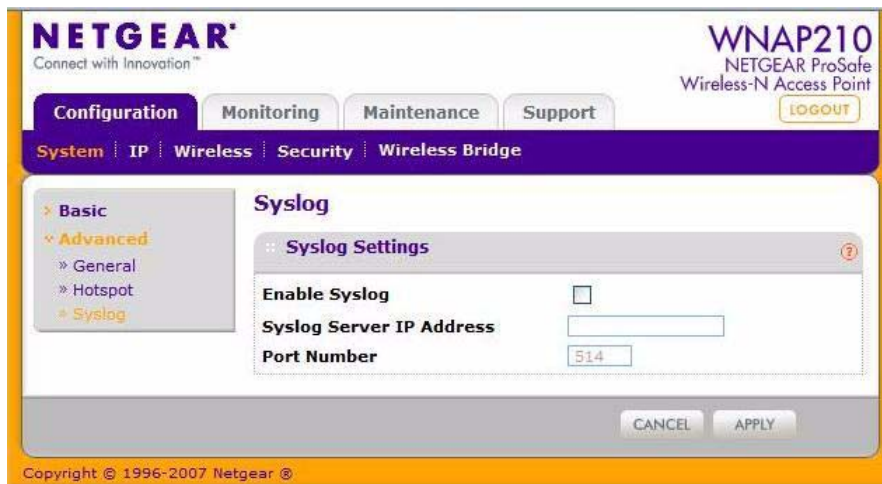 NETGEAR®
Connect with Innovation™
WNAP210
NETGEAR ProSafe
Wireless-N Access Point
LOGOUT
Configuration Monitoring Maintenance Support
System IP Wireless Security Wireless Bridge
Basic
Advanced
» General
» Hotspot
» Syslog
Syslog
Syslog Settings
?
Enable Syslog
Syslog Server IP Address
Port Number 514
CANCEL APPLY
Copyright © 1996-2007 Netgear ®